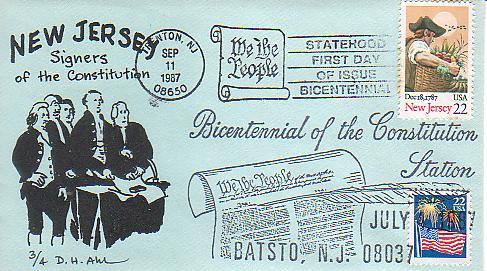 NEW JERSEY
Signers
of the Constitution
TRENTON, NJ
SEP
11
1987
08650
We the
People
STATEHOOD
FIRST DAY
OF ISSUE
BICENTENNIAL
Dec 18, 1787 USA
New Jersey 22
Bicentennial of the Constitution
Station
We the People
JULY
BATSTO, N.J. 08037
22
USA
3/4 D.H.